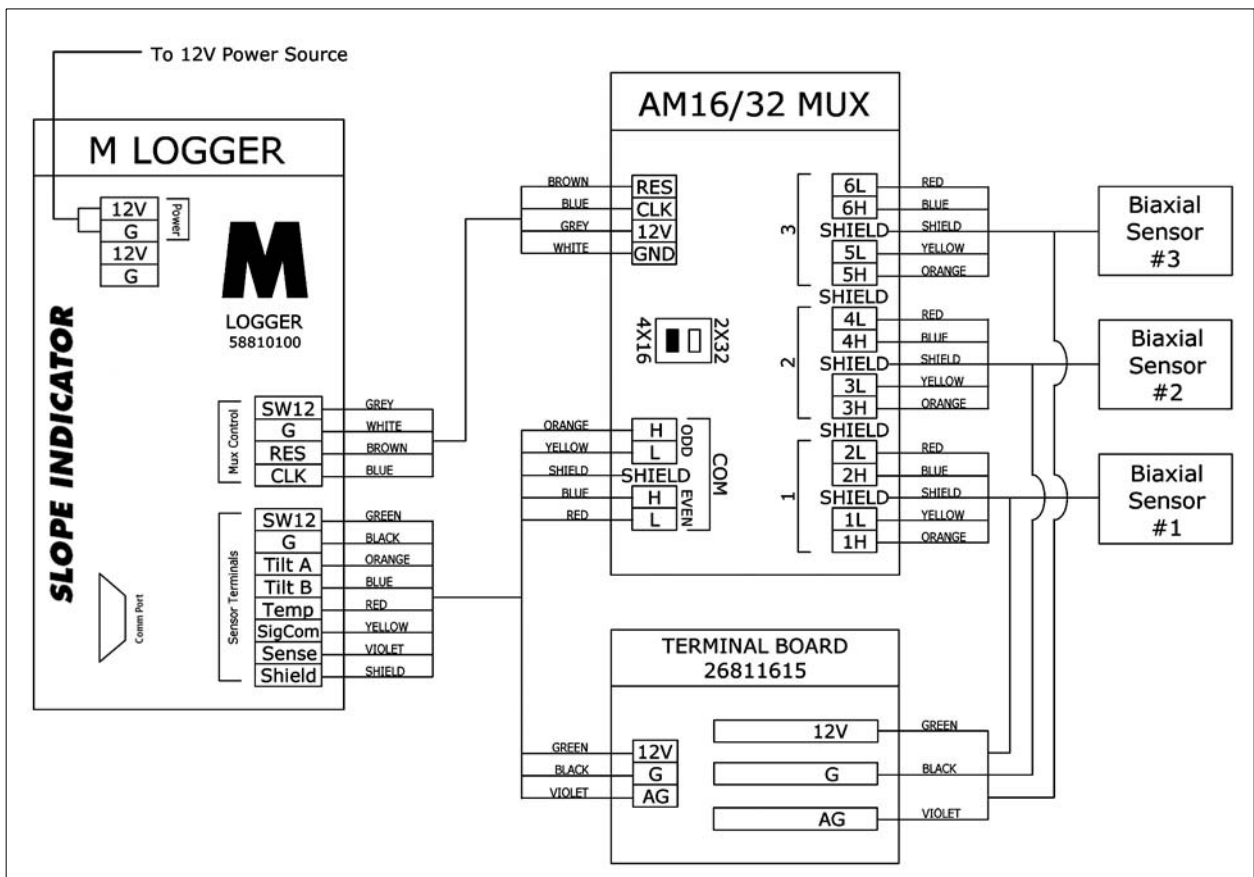 To 12V Power Source
M LOGGER
12V
G
12V
G
Power
M
LOGGER
58810100
SLOPE INDICATOR
Mux Control
SW12 GREY
G WHITE
RES BROWN
CLK BLUE
Sensor Terminals
SW12 GREEN
G BLACK
Tilt A ORANGE
Tilt B BLUE
Temp RED
SigCom YELLOW
Sense VIOLET
Shield SHIELD
Comm Port
AM16/32 MUX
BROWN RES
BLUE CLK
GREY 12V
WHITE GND
4X16
2X32
ORANGE H
YELLOW L
ODD
SHIELD SHIELD
BLUE H
RED L
EVEN
COM
3
6L RED
6H BLUE
SHIELD SHIELD
5L YELLOW
5H ORANGE
SHIELD
2
4L RED
4H BLUE
SHIELD SHIELD
3L YELLOW
3H ORANGE
SHIELD
1
2L RED
2H BLUE
SHIELD SHIELD
1L YELLOW
1H ORANGE
Biaxial
Sensor
#3
Biaxial
Sensor
#2
Biaxial
Sensor
#1
TERMINAL BOARD
26811615
GREEN 12V
BLACK G
VIOLET AG
12V GREEN
G BLACK
AG VIOLET